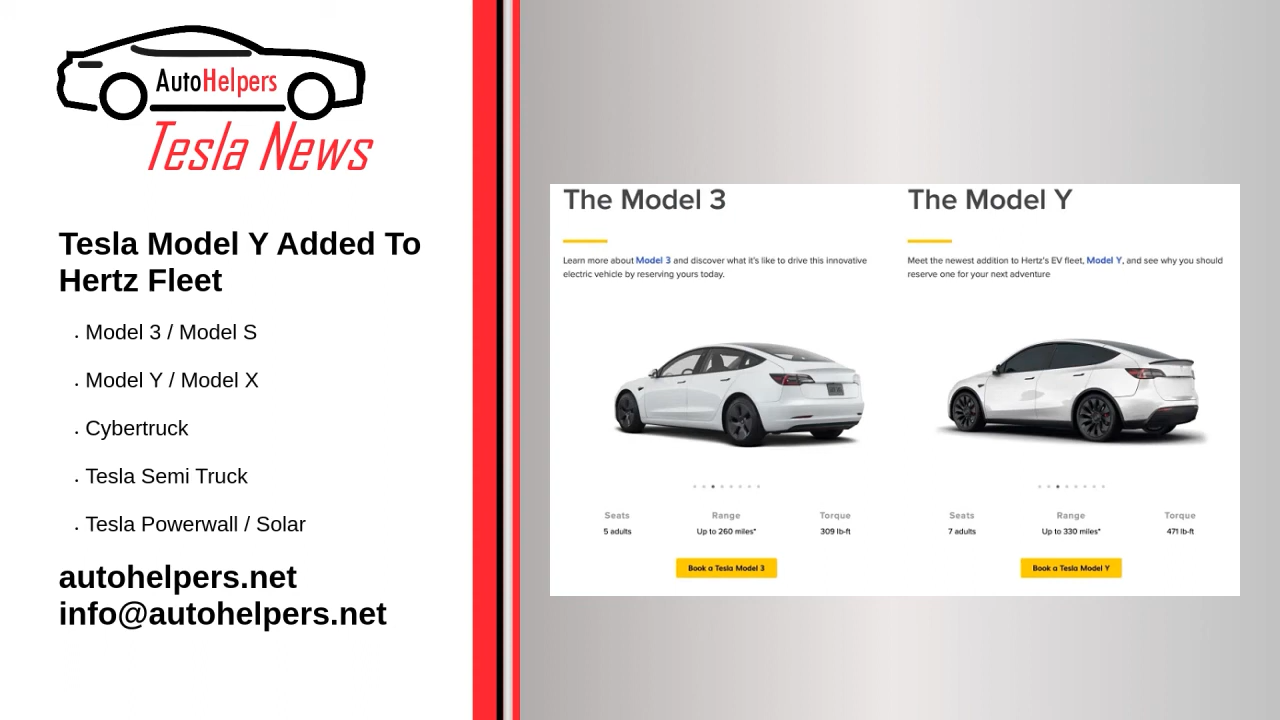 AutoHelpers
Tesla News
Tesla Model Y Added To
Hertz Fleet
· Model 3 / Model S
· Model Y / Model X
· Cybertruck
· Tesla Semi Truck
· Tesla Powerwall / Solar
autohelpers.net
info@autohelpers.net
The Model 3
Learn more about Model 3 and discover what it's like to drive this innovative
electric vehicle by reserving yours today.
Seats Range Torque
5 adults Up to 260 miles* 309 lb-ft
Book a Tesla Model 3
The Model Y
Meet the newest addition to Hertz's EV fleet, Model Y, and see why you should
reserve one for your next adventure
Seats Range Torque
7 adults Up to 330 miles* 471 lb-ft
Book a Tesla Model Y